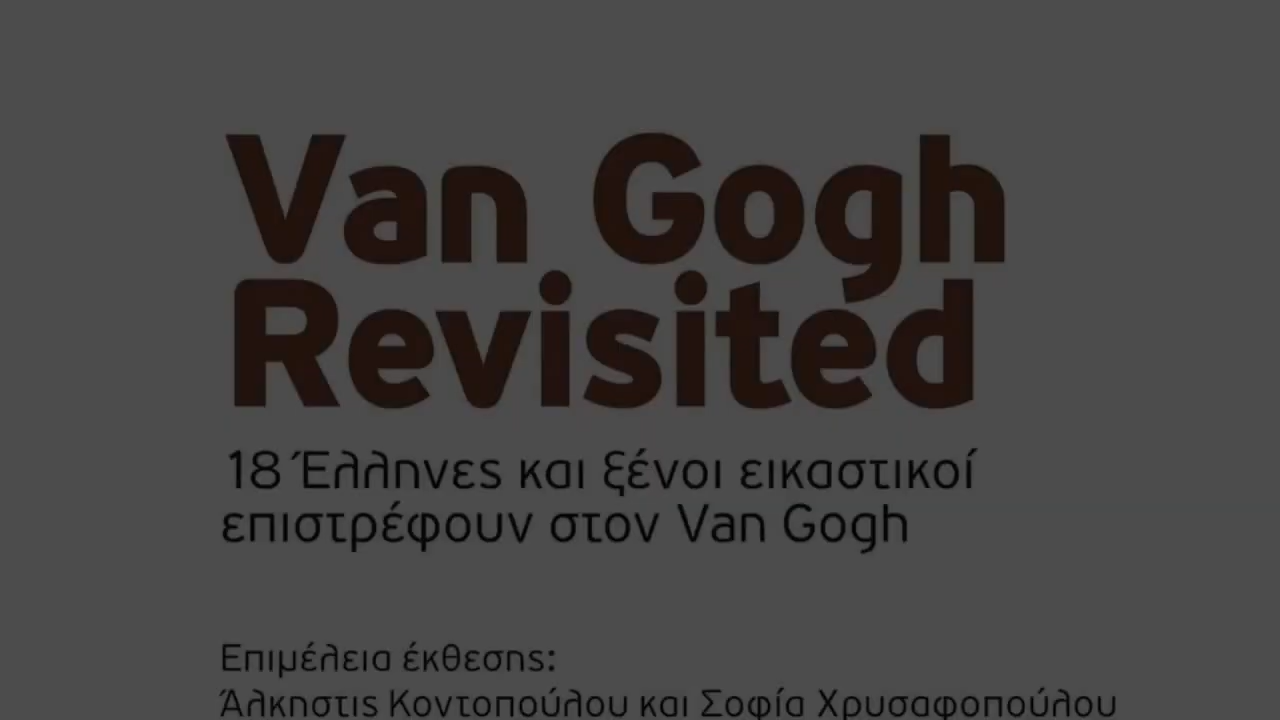 Van Gogh
Revisited
18 Έλληνες και ξένοι εικαστικοί
επιστρέφουν στον Van Gogh
Επιμέλεια έκθεσης:
Άλκηστις Κοντοπούλου και Σοφία Χρυσαφοπούλου